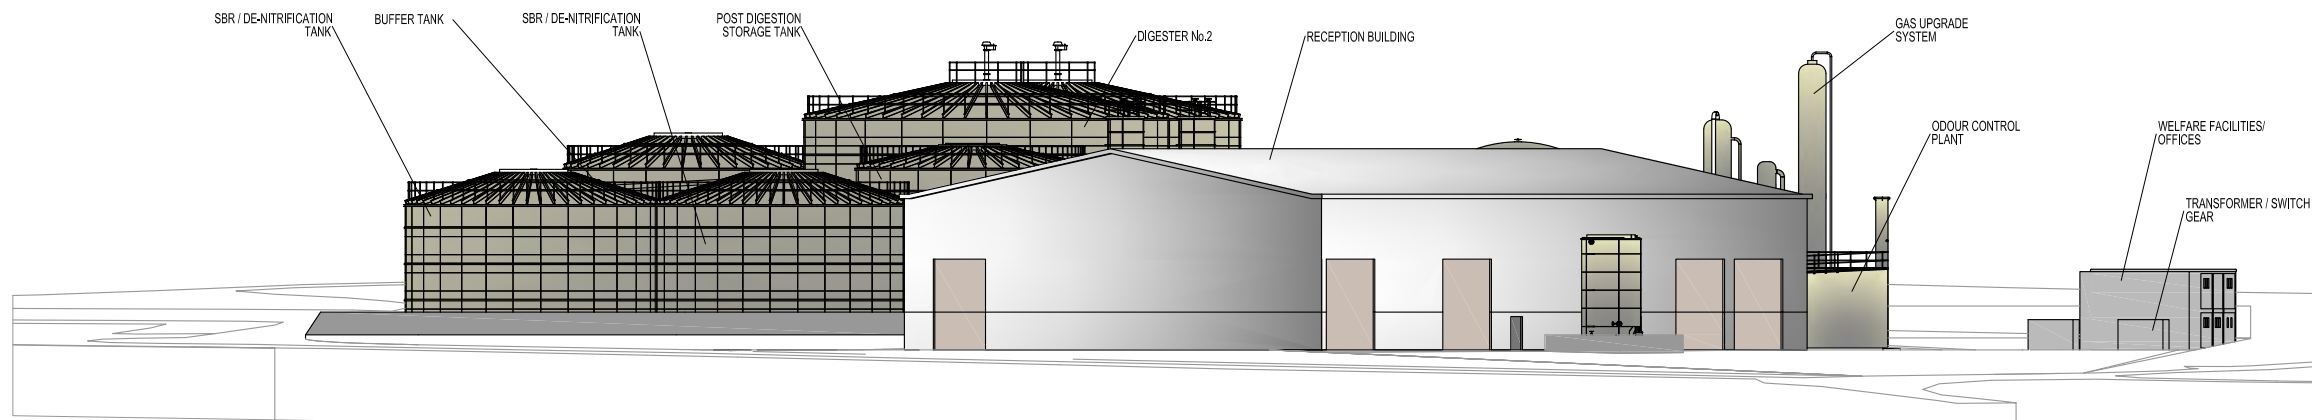 SBR / DE-NITRIFICATION
TANK
BUFFER TANK
SBR / DE-NITRIFICATION
TANK
POST DIGESTION
STORAGE TANK
DIGESTER No.2
RECEPTION BUILDING
GAS UPGRADE
SYSTEM
ODOUR CONTROL
PLANT
WELFARE FACILITIES/
OFFICES
TRANSFORMER / SWITCH
GEAR